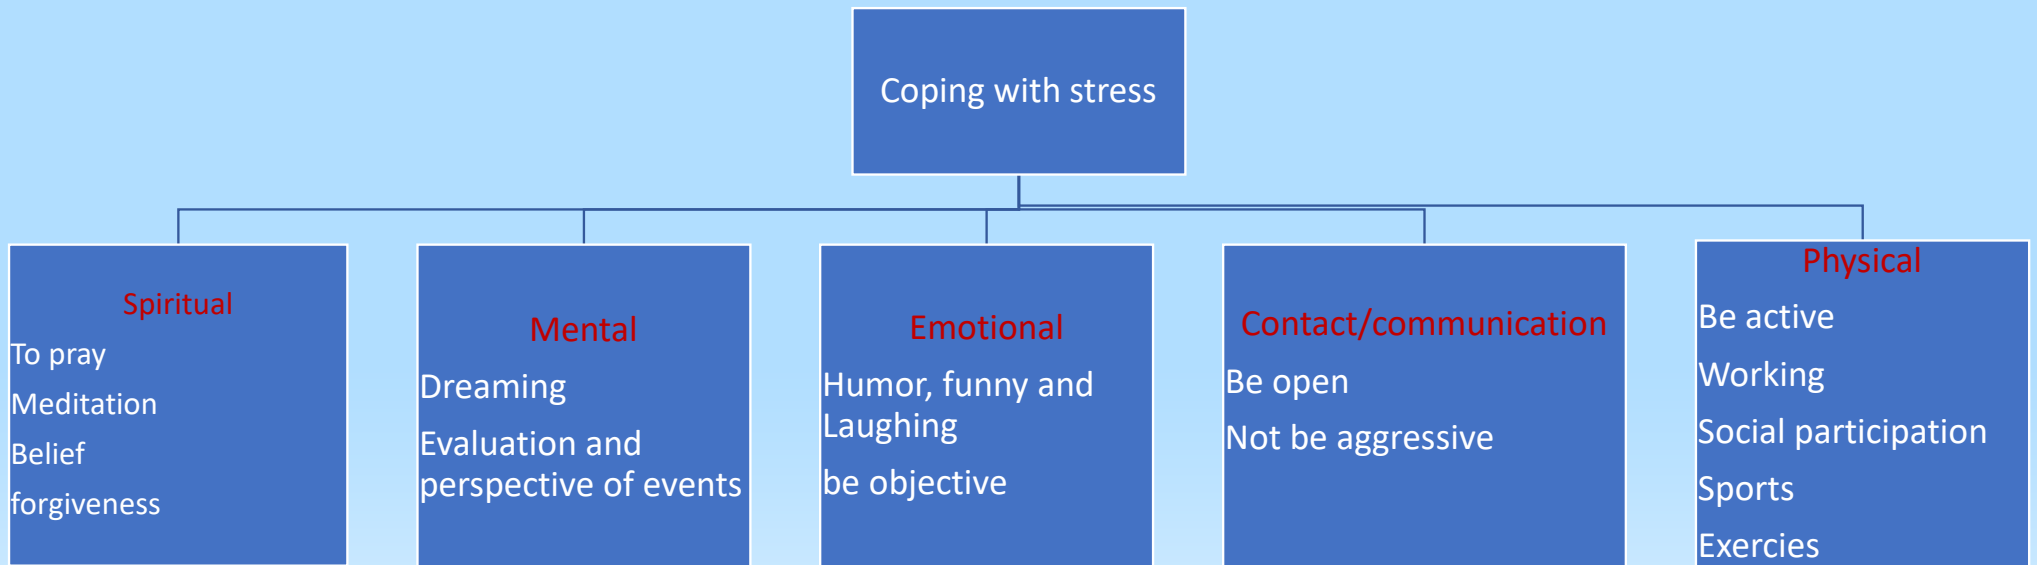 Coping with stress
Spiritual
To pray
Meditation
Belief
forgiveness
Mental
Dreaming
Evaluation and
perspective of events
Emotional
Humor, funny and
Laughing
be objective
Contact/communication
Be open
Not be aggressive
Physical
Be active
Working
Social participation
Sports
Exercies